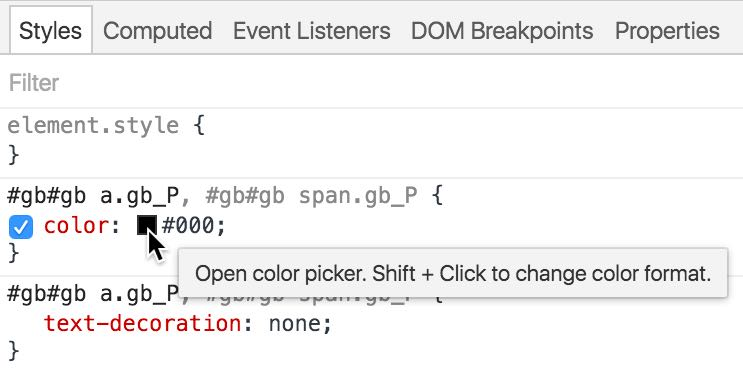 Styles Computed Event Listeners DOM Breakpoints Properties
Filter
element.style {
}
#gb#gb a.gb_P, #gb#gb span.gb_P {
color: #000;
}
Open color picker. Shift + Click to change color format.
#gb#gb a.gb_P, #gb#gb span.gb_P {
text-decoration: none;
}